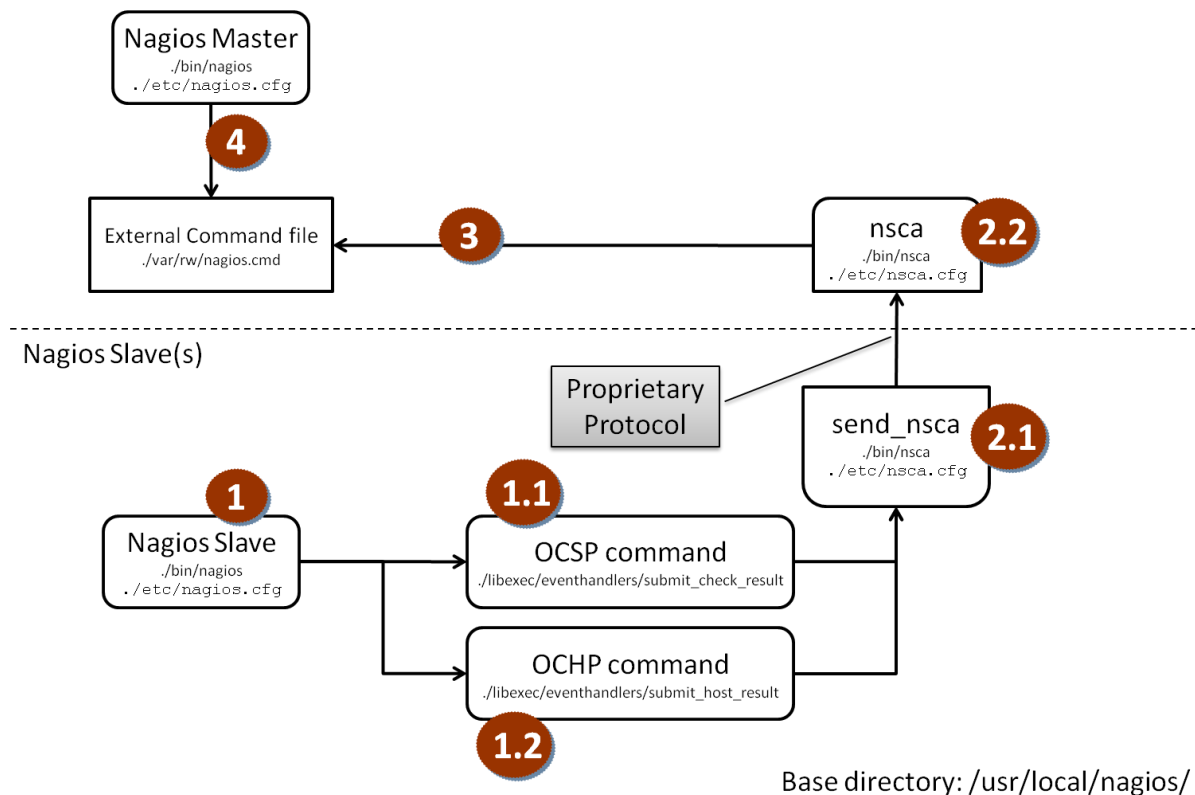 Nagios Master
./bin/nagios
./etc/nagios.cfg
4
External Command file
./var/rw/nagios.cmd
3
nsca
./bin/nsca
./etc/nsca.cfg
2.2
Nagios Slave(s)
Proprietary
Protocol
send_nsca
./bin/nsca
./etc/nsca.cfg
2.1
1
Nagios Slave
./bin/nagios
./etc/nagios.cfg
1.1
OCSP command
./libexec/eventhandlers/submit_check_result
OCHP command
./libexec/eventhandlers/submit_host_result
1.2
Base directory: /usr/local/nagios/